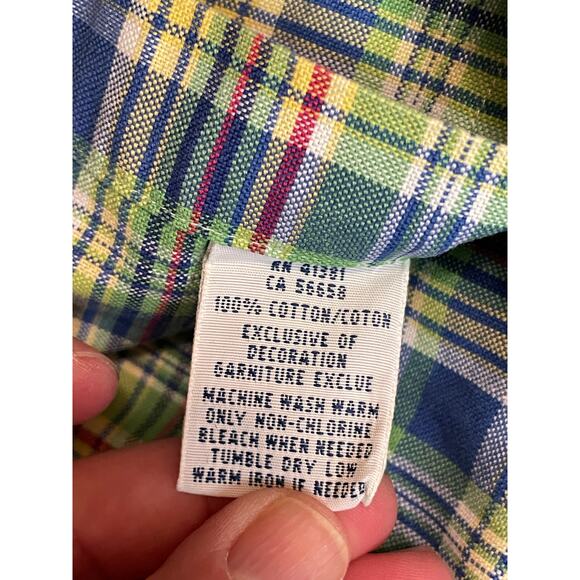 RN 41381
CA 56658
100% COTTON/COTON
EXCLUSIVE OF
DECORATION
GARNITURE EXCLUE
MACHINE WASH WARM
ONLY NON-CHLORINE
BLEACH WHEN NEEDED
TUMBLE DRY LOW
WARM IRON IF NEEDED